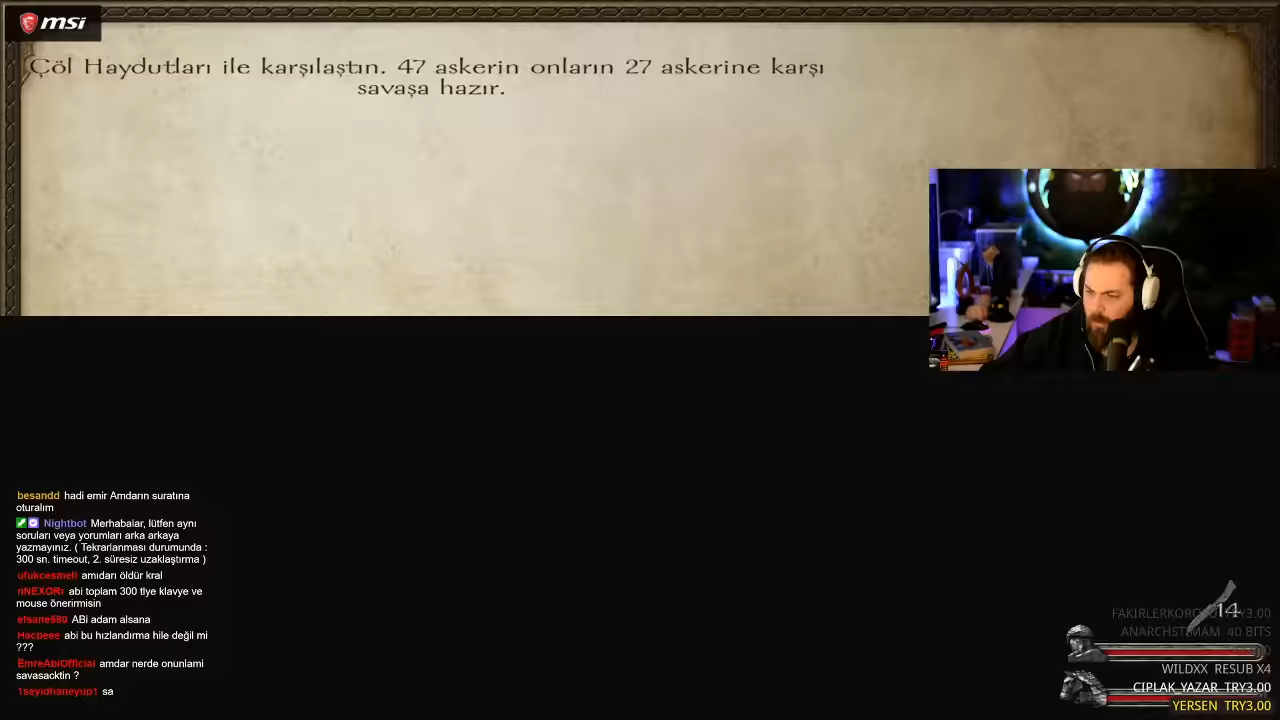 msi
Çöl Haydutları ile karşılaştın. 47 askerin onların 27 askerine karşı
savaşa hazır.
besandd hadi emir Amdarın suratına
oturalım
Nightbot Merhabalar, lütfen aynı
soruları veya yorumları arka arkaya
yazmayınız. ( Tekrarlanması durumunda :
300 sn. timeout, 2. süresiz uzaklaştırma )
ufukcesmeli amıdarı öldür kral
nNEXORr abi toplam 300 tlye klavye ve
mouse önerirmisin
efsane580 ABi adam alsana
Hacbeee abi bu hızlandırma hile değil mi
???
EmreAbiOfficial amdar nerde onunlami
savasacktin ?
1seyidhaneyup1 sa
14
TRY3.00
ANARCHSTMAM 40 BITS
WILDXX RESUB X4
CIPLAK_YAZAR TRY3.00
YERSEN TRY3.00